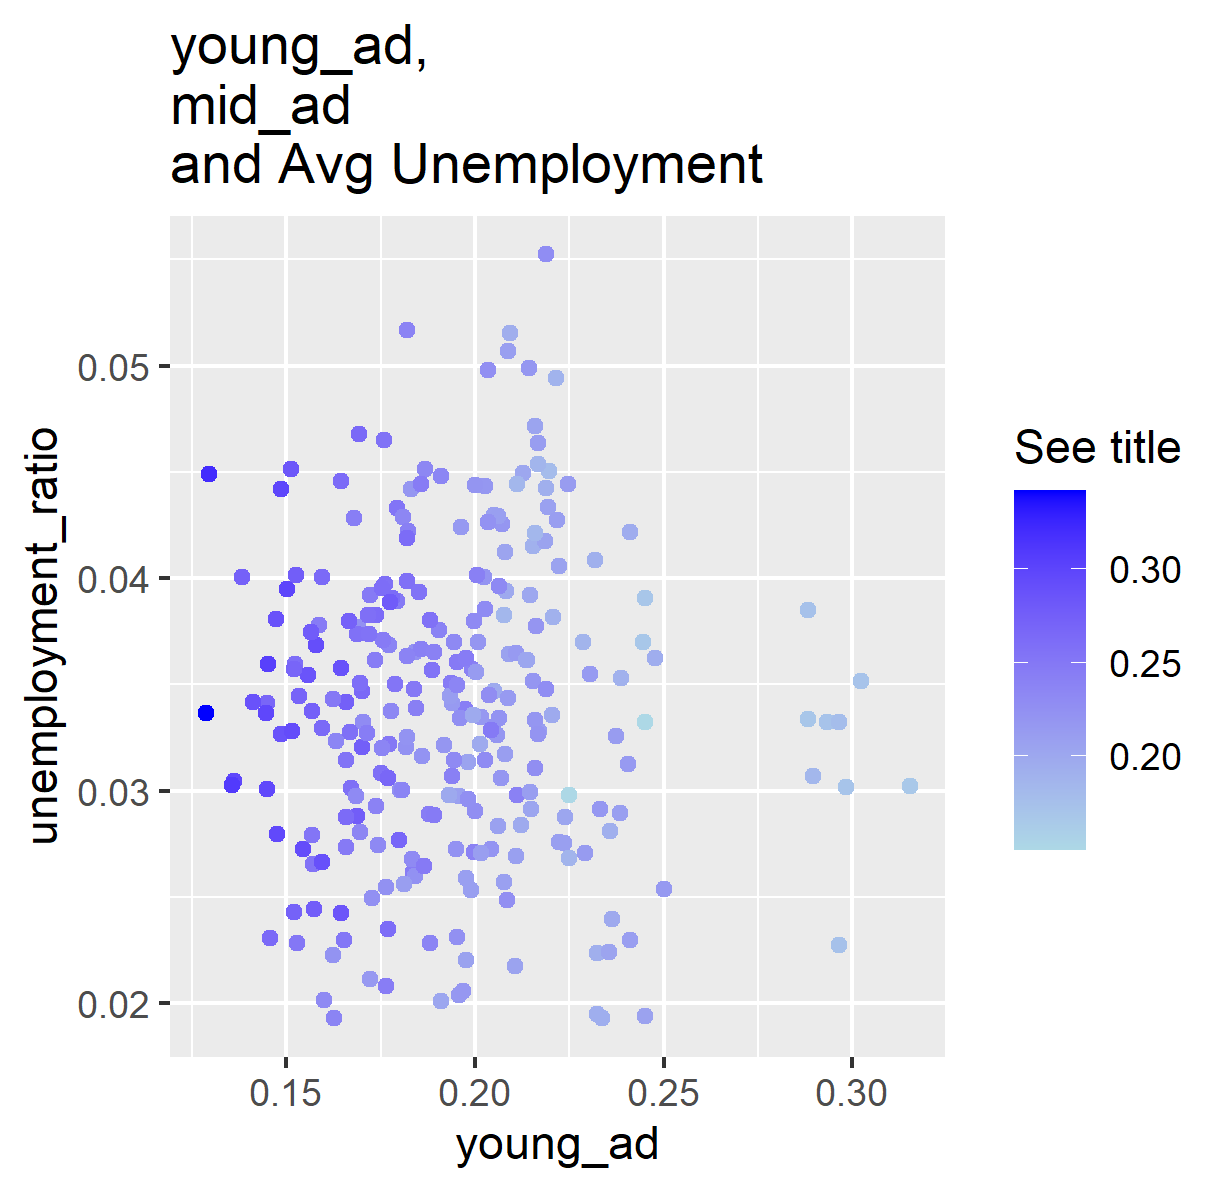 young_ad,
mid_ad
and Avg Unemployment
0.05
0.04
0.03
0.02
unemployment_ratio
0.15 0.20 0.25 0.30
young_ad
See title
0.30
0.25
0.20